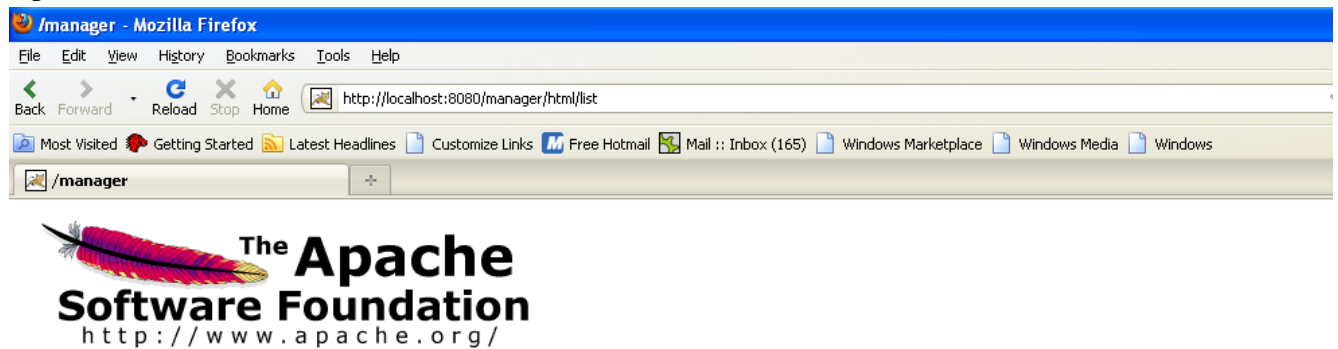 /manager - Mozilla Firefox
File Edit View History Bookmarks Tools Help
Back Forward Reload Stop Home http://localhost:8080/manager/html/list
Most Visited Getting Started Latest Headlines Customize Links Free Hotmail Mail :: Inbox (165) Windows Marketplace Windows Media Windows
/manager
The Apache
Software Foundation
http://www.apache.org/